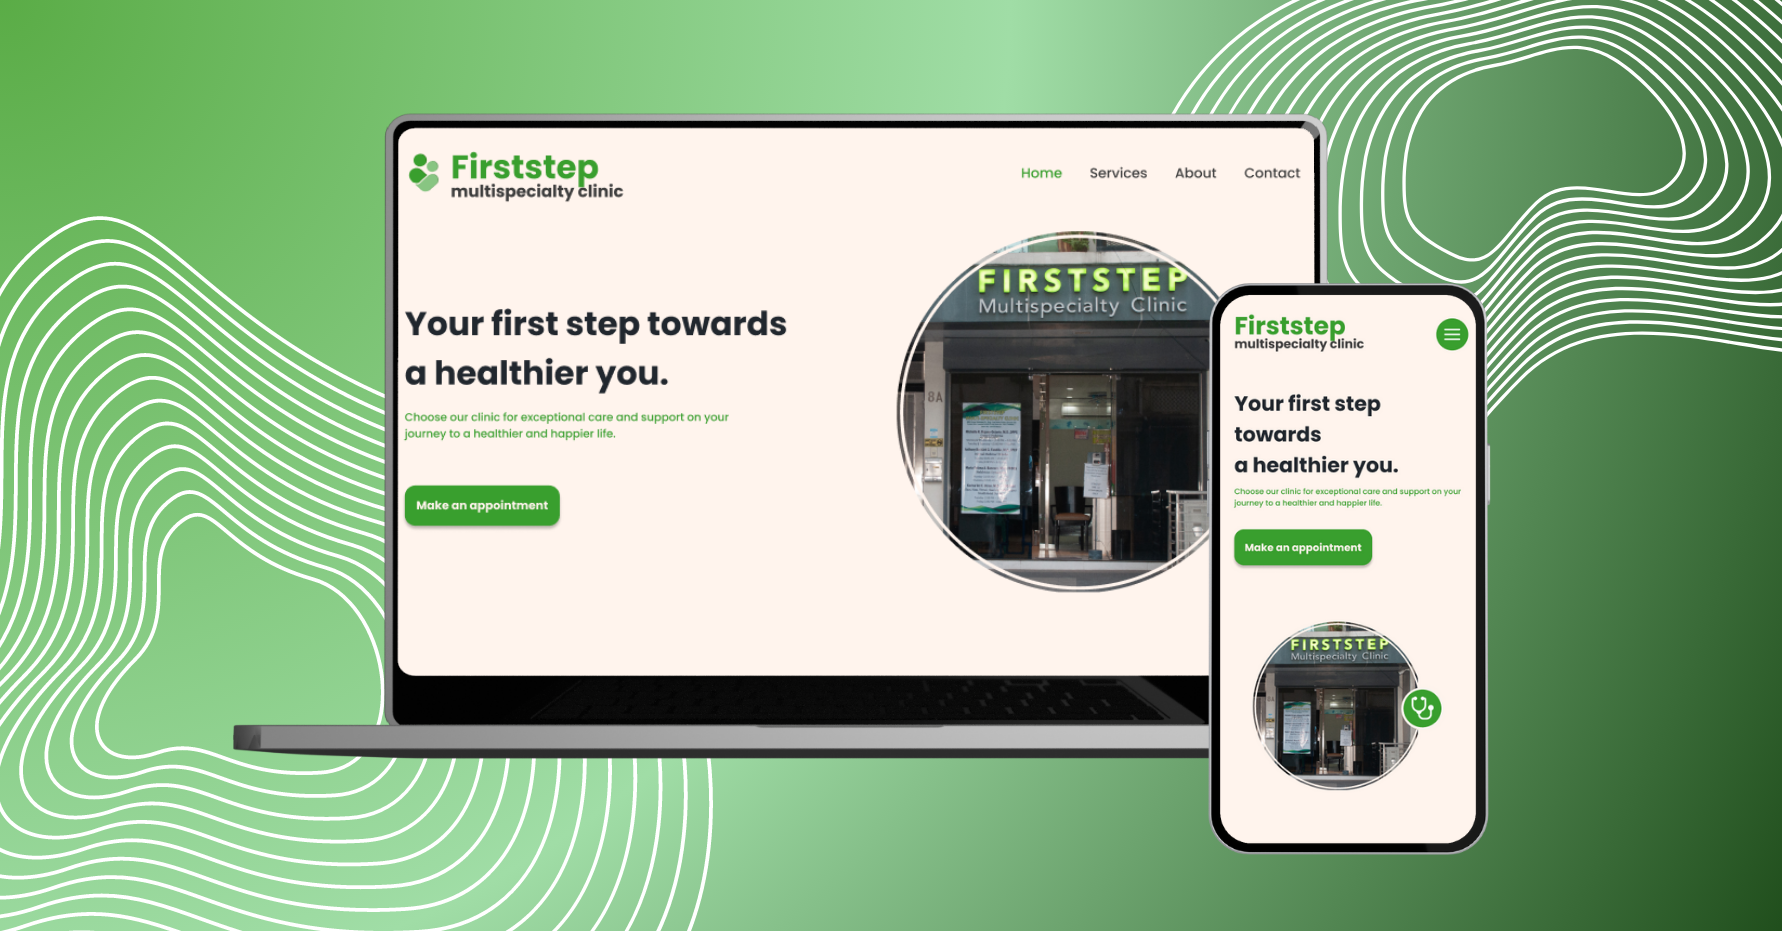 Firststep
multispecialty clinic
Home Services About Contact
Your first step towards
a healthier you.
Choose our clinic for exceptional care and support on your
journey to a healthier and happier life.
Make an appointment
FIRSTSTEP
Multispecialty Clinic
8A
Firststep
multispecialty clinic
Your first step
towards
a healthier you.
Choose our clinic for exceptional care and support on your
journey to a healthier and happier life.
Make an appointment
FIRSTSTEP
Multispecialty Clinic